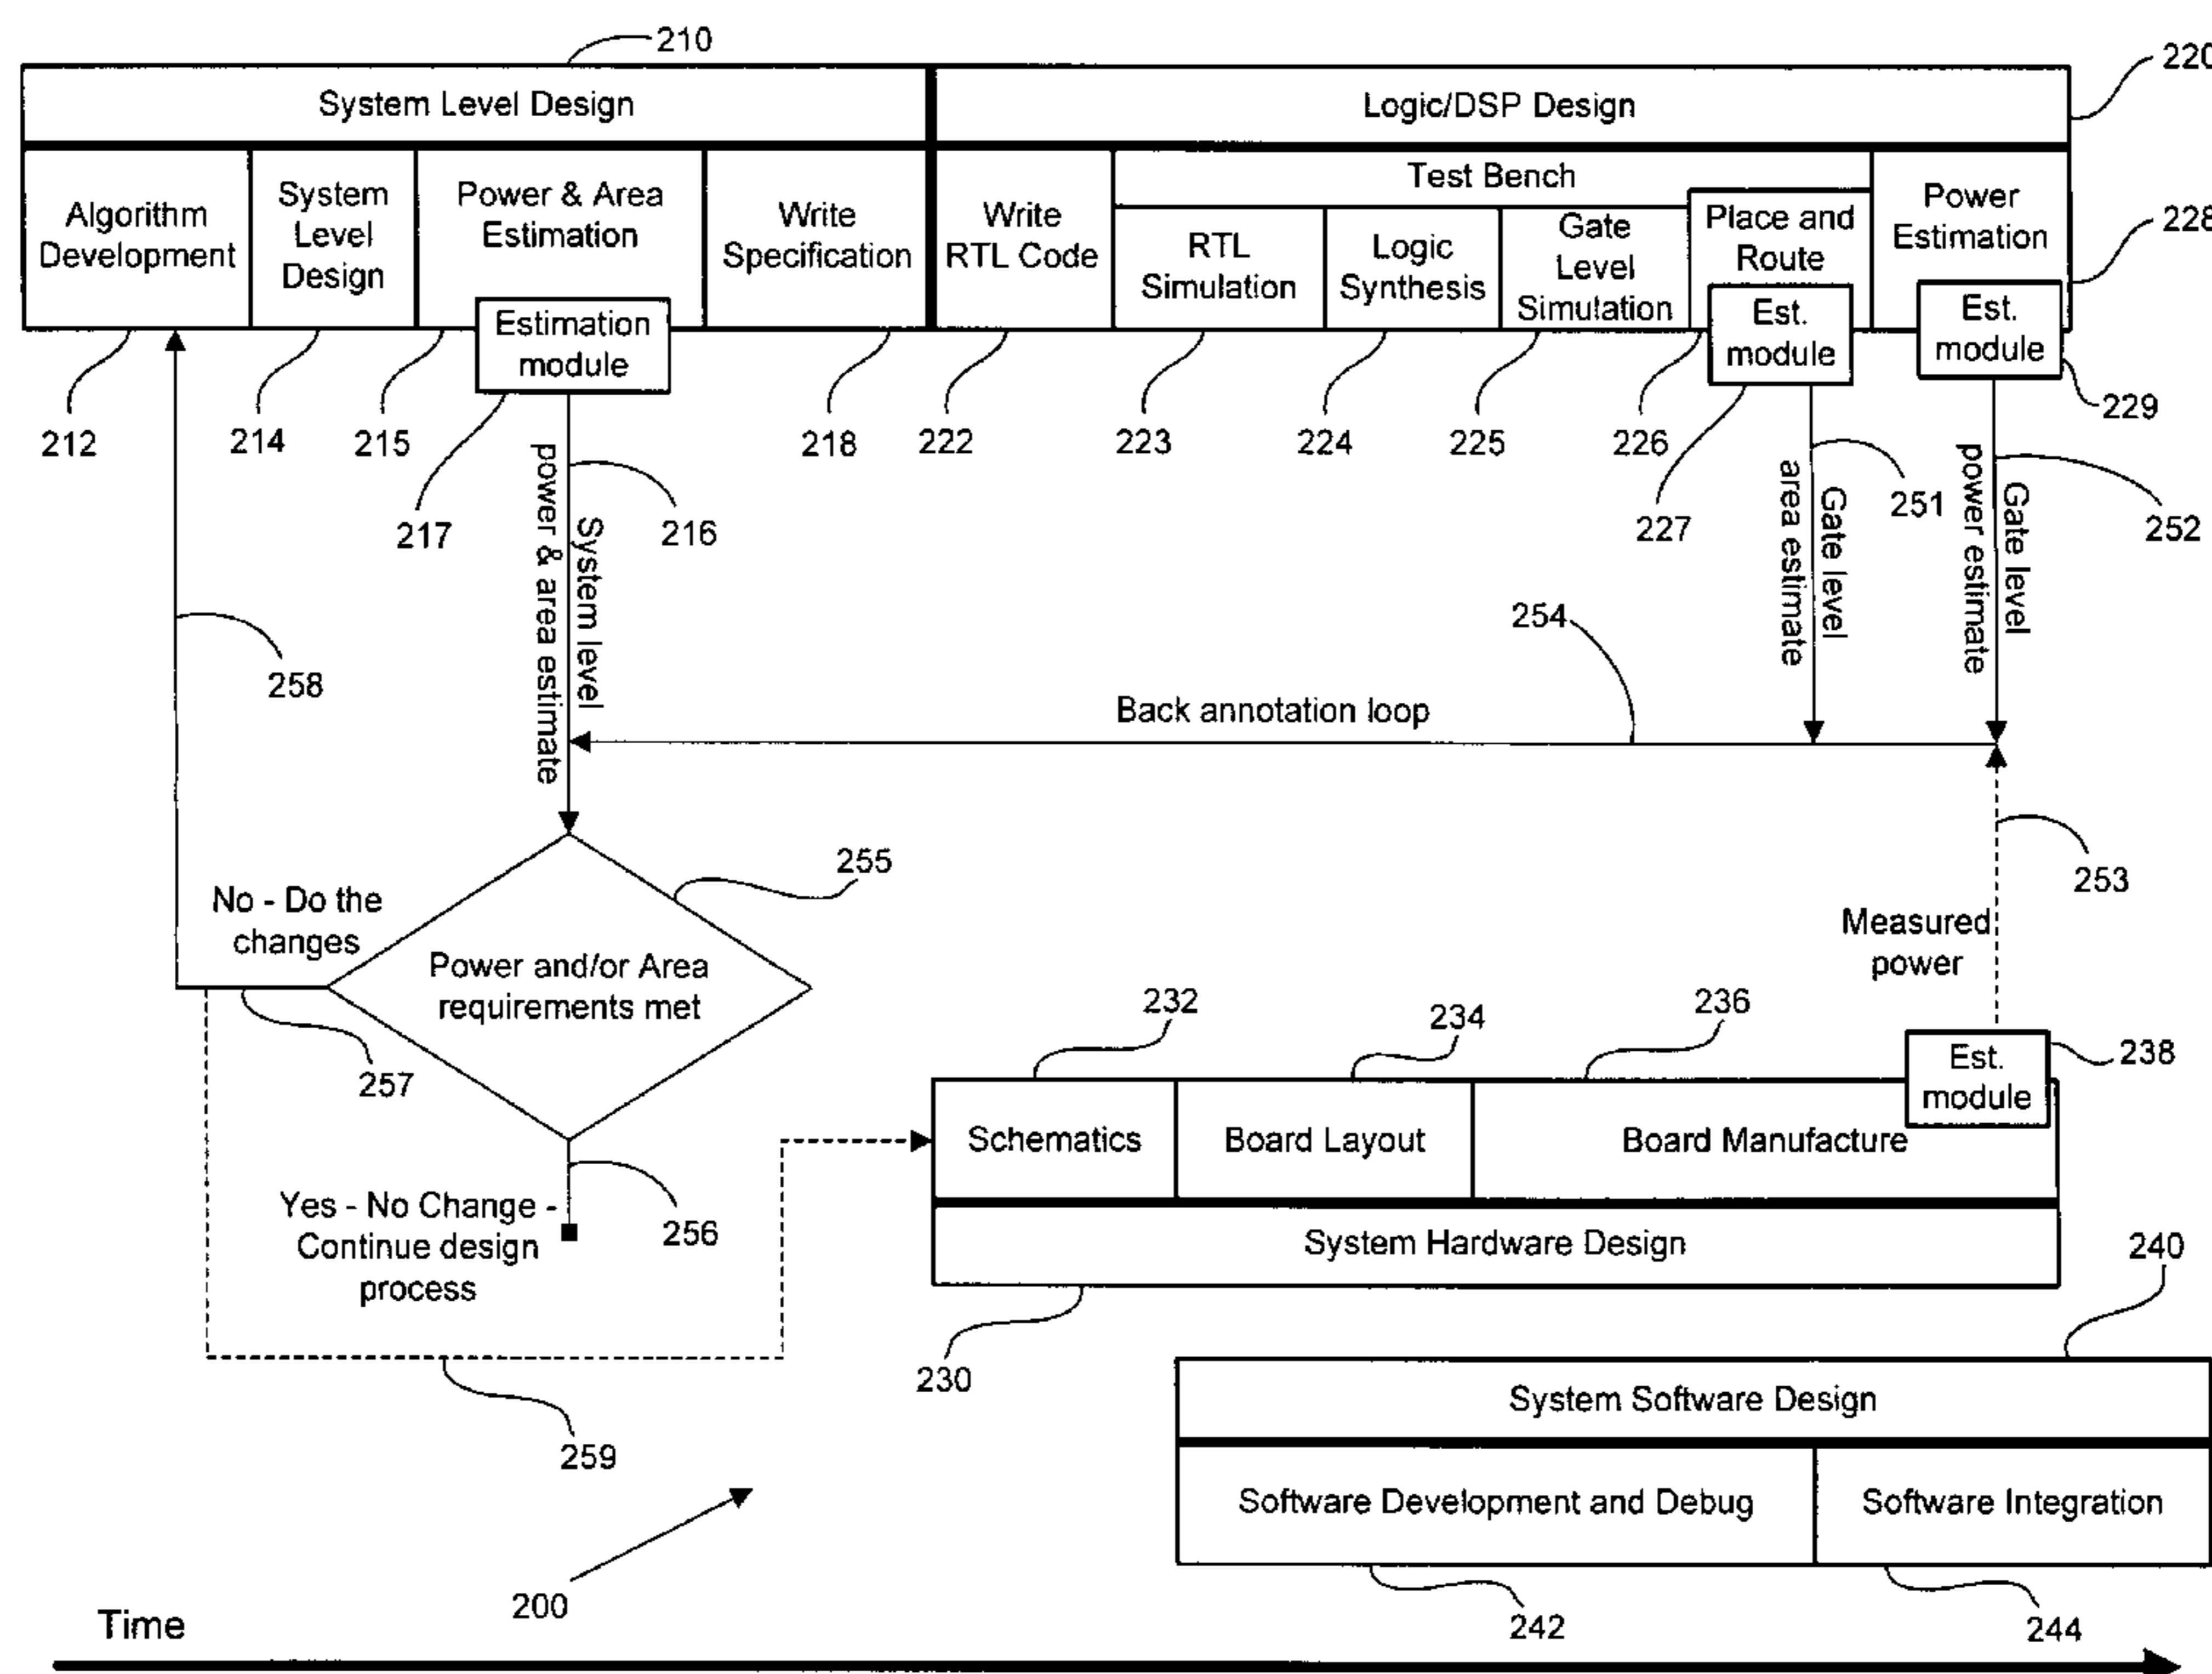 210
220
System Level Design
Logic/DSP Design
Algorithm
Development
System
Level
Design
Power & Area
Estimation
Estimation
module
Write
Specification
Write
RTL Code
Test Bench
RTL
Simulation
Logic
Synthesis
Gate
Level
Simulation
Place and
Route
Est.
module
Power
Estimation
Est.
module
228
229
212
214
215
217
216
218
222
223
224
225
226
227
251
252
System level
power & area estimate
Gate level
area estimate
Gate level
power estimate
258
254
Back annotation loop
253
Measured
power
255
No - Do the
changes
Power and/or Area
requirements met
257
256
Yes - No Change -
Continue design
process
259
232
234
236
238
Est.
module
Schematics
Board Layout
Board Manufacture
System Hardware Design
230
240
System Software Design
Software Development and Debug
Software Integration
242
244
200
Time